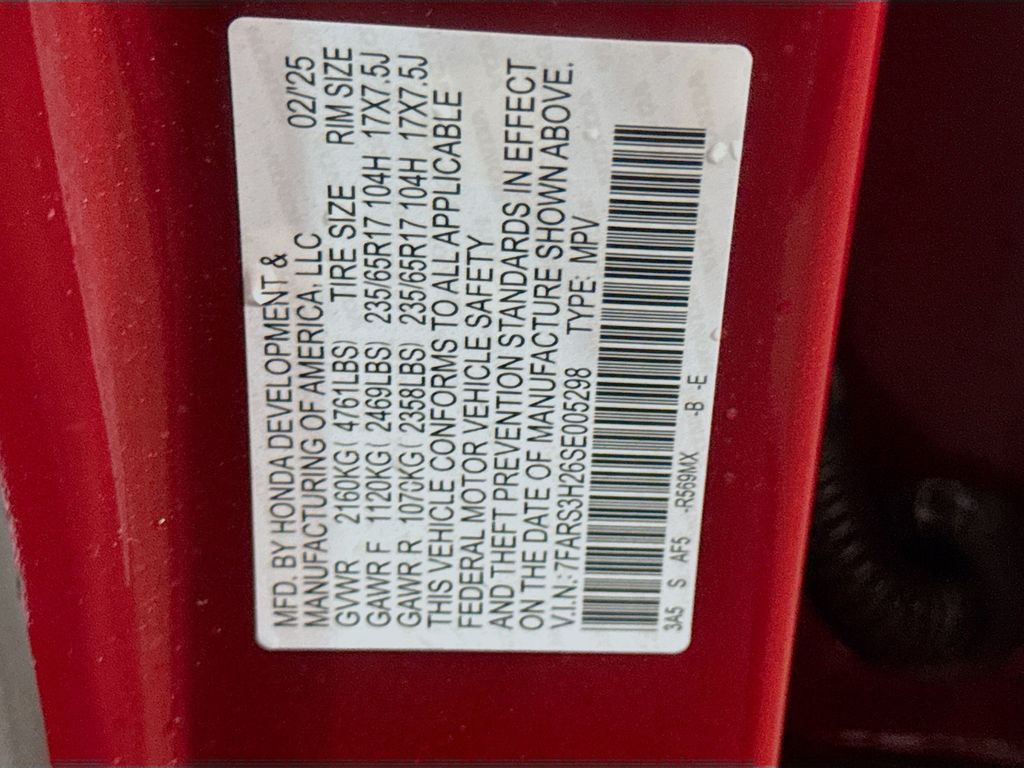 MFD. BY HONDA DEVELOPMENT &
MANUFACTURING OF AMERICA, LLC 02/'25
GVWR 2160KG( 4761LBS) TIRE SIZE RIM SIZE
GAWR F 1120KG( 2469LBS) 235/65R17 104H 17X7.5J
GAWR R 1070KG( 2358LBS) 235/65R17 104H 17X7.5J
THIS VEHICLE CONFORMS TO ALL APPLICABLE
FEDERAL MOTOR VEHICLE SAFETY
AND THEFT PREVENTION STANDARDS IN EFFECT
ON THE DATE OF MANUFACTURE SHOWN ABOVE.
V.I.N.: 7FARS3H26SE005298 TYPE: MPV
3A5 S AF5 -R569MX -B -E